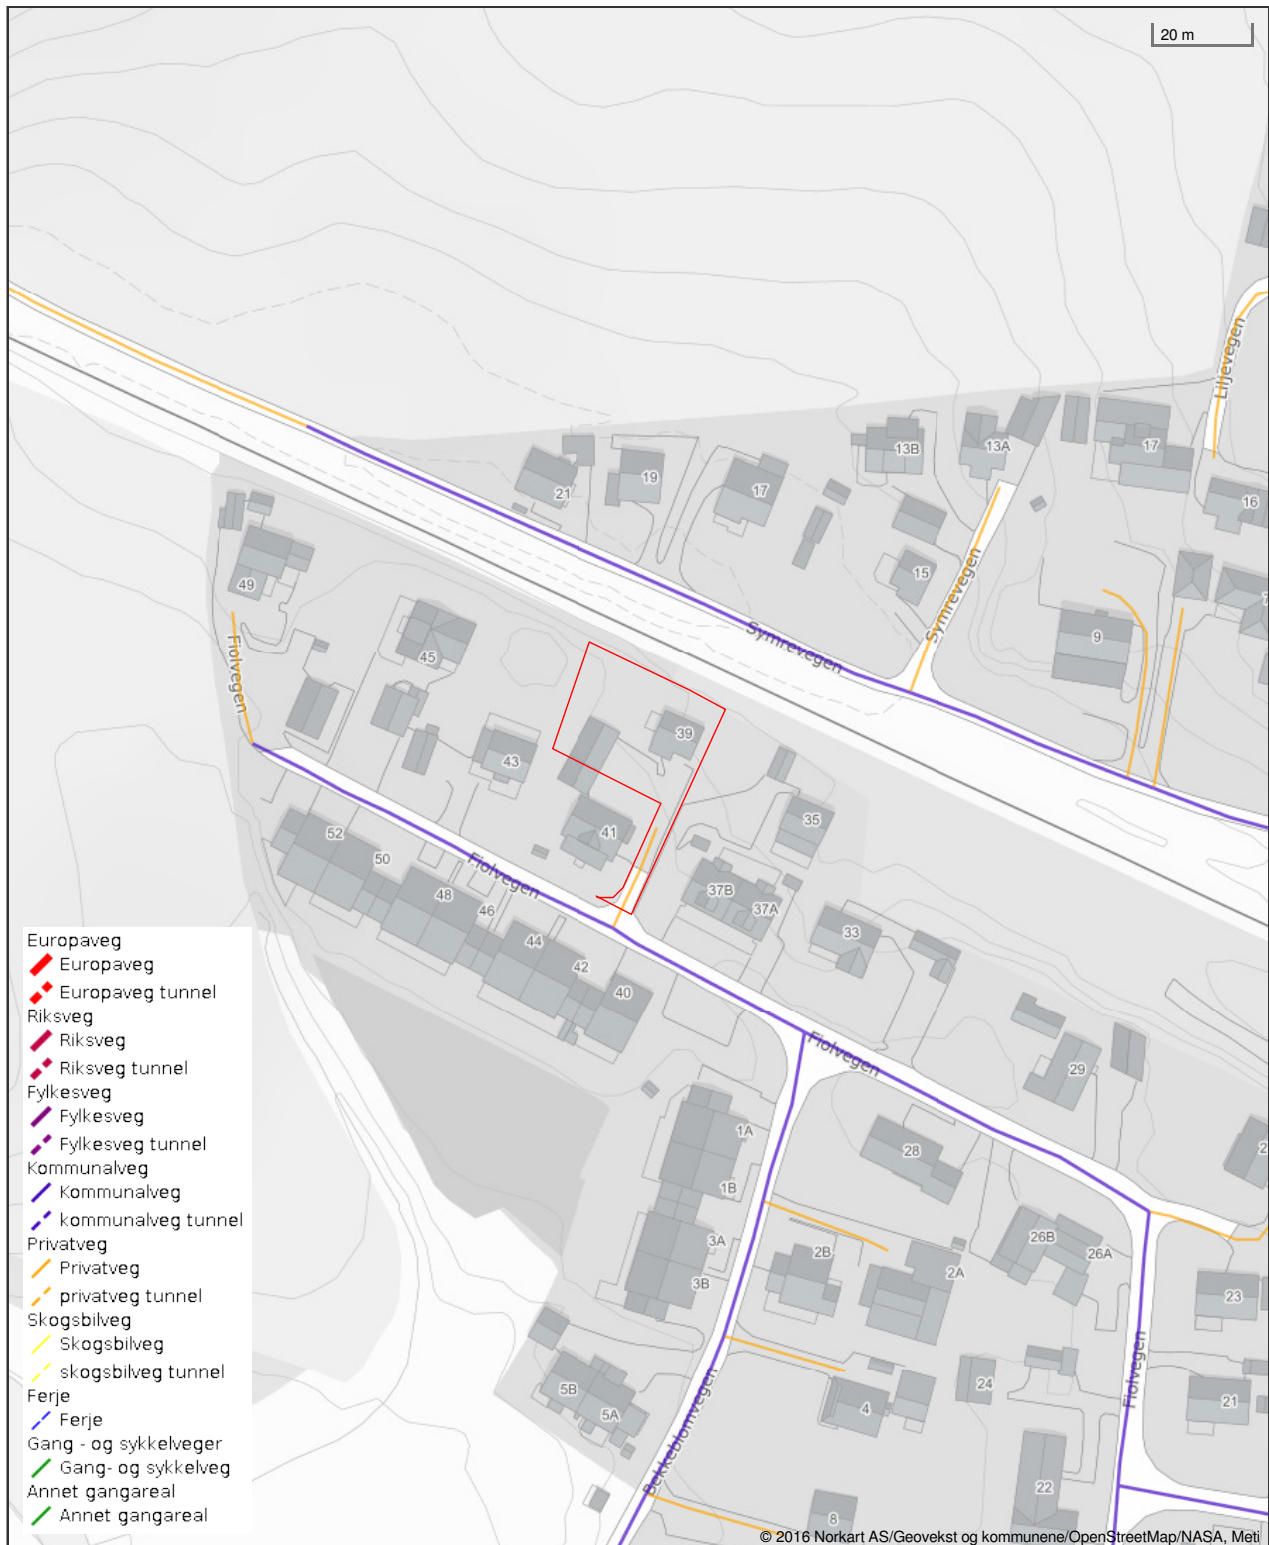 20 m
Liljevegen
13B
13A
17
19
17
21
16
15
Symrevegen
49
7
9
Symrevegen
45
Fiolvegen
39
43
35
41
52
50
Fiolvegen
37B
48
37A
46
33
44
42
40
Fiolvegen
29
1A
28
1B
26B
3A
2B
26A
2A
3B
23
Fiolvegen
24
5B
Bekkeblomvegen
4
21
5A
22
8
Europaveg
Europaveg
Europaveg tunnel
Riksveg
Riksveg
Riksveg tunnel
Fylkesveg
Fylkesveg
Fylkesveg tunnel
Kommunalveg
Kommunalveg
kommunalveg tunnel
Privatveg
Privatveg
privatveg tunnel
Skogsbilveg
Skogsbilveg
skogsbilveg tunnel
Ferje
Ferje
Gang - og sykkelveger
Gang- og sykkelveg
Annet gangareal
Annet gangareal
© 2016 Norkart AS/Geovekst og kommunene/OpenStreetMap/NASA, Meti